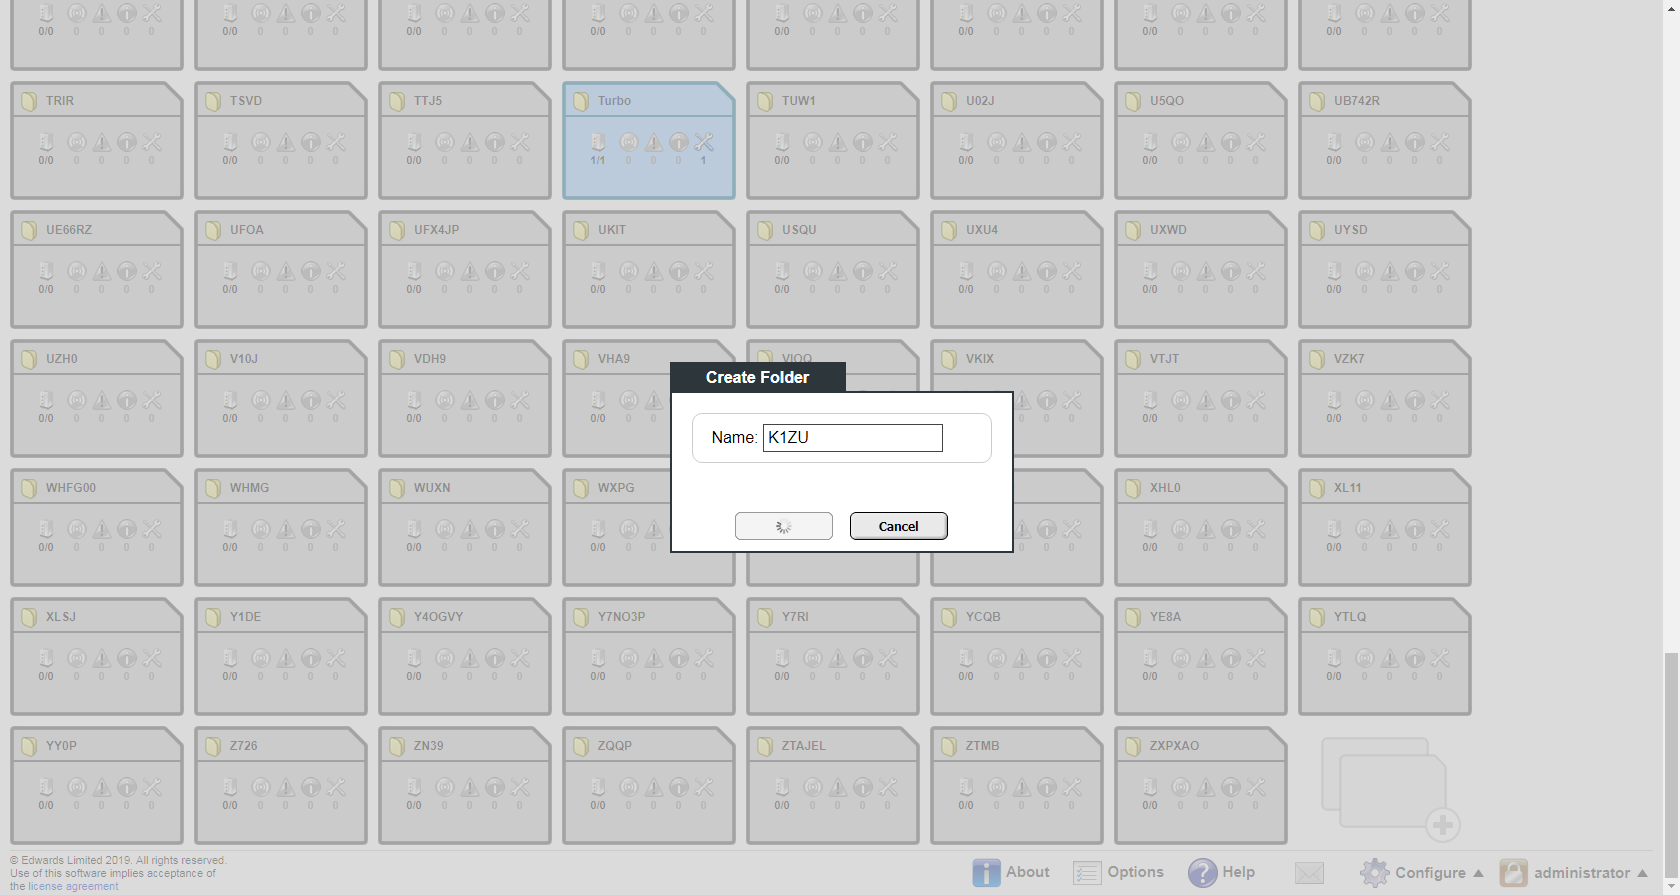 0/0 0 0 0 0 0/0 0 0 0 0 0/0 0 0 0 0 0/0 0 0 0 0 0/0 0 0 0 0 0/0 0 0 0 0 0/0 0 0 0 0 0/0 0 0 0 0
TRIR TSVD TTJ5 Turbo TUW1 U02J U5QO UB742R
0/0 0 0 0 0 0/0 0 0 0 0 0/0 0 0 0 0 1/1 0 0 0 1 0/0 0 0 0 0 0/0 0 0 0 0 0/0 0 0 0 0 0/0 0 0 0 0
UE66RZ UFOA UFX4JP UKIT USQU UXU4 UXWD UYSD
0/0 0 0 0 0 0/0 0 0 0 0 0/0 0 0 0 0 0/0 0 0 0 0 0/0 0 0 0 0 0/0 0 0 0 0 0/0 0 0 0 0 0/0 0 0 0 0
UZH0 V10J VDH9 VHA9 VIOQ VKIX VTJT VZK7
Create Folder
0/0 0 0 0 0 0/0 0 0 0 0 0/0 0 0 0 0 0/0 0 0 0 0 0/0 0 0 0 0 0/0 0 0 0 0
Name: K1ZU
WHFG00 WHMG WUXN WXPG XHL0 XL11
Cancel
0/0 0 0 0 0 0/0 0 0 0 0 0/0 0 0 0 0 0/0 0 0 0 0/0 0 0 0 0 0/0 0 0 0 0
XLSJ Y1DE Y4OGVY Y7NO3P Y7RI YCQB YE8A YTLQ
0/0 0 0 0 0 0/0 0 0 0 0 0/0 0 0 0 0 0/0 0 0 0 0 0/0 0 0 0 0 0/0 0 0 0 0 0/0 0 0 0 0 0/0 0 0 0 0
YY0P Z726 ZN39 ZQQP ZTAJEL ZTMB ZXPXAO
0/0 0 0 0 0 0/0 0 0 0 0 0/0 0 0 0 0 0/0 0 0 0 0 0/0 0 0 0 0 0/0 0 0 0 0 0/0 0 0 0 0
© Edwards Limited 2019. All rights reserved.
Use of this software implies acceptance of
the license agreement
About Options Help Configure administrator